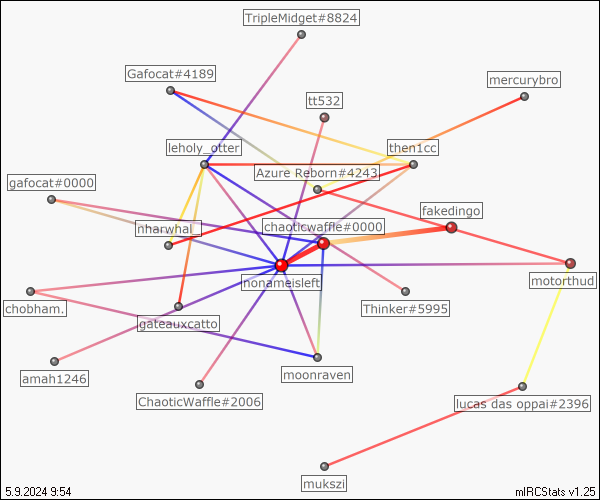 TripleMidget#8824
Gafocat#4189
mercurybro
tt532
leholy_otter
then1cc
Azure Reborn#4243
gafocat#0000
fakedingo
nharwhal_
chaoticwaffle#0000
nonameisleft
motorthud
chobham.
Thinker#5995
gateauxcatto
moonraven
amah1246
ChaoticWaffle#2006
lucas das oppai#2396
mukszi
5.9.2024 9:54
mIRCStats v1.25